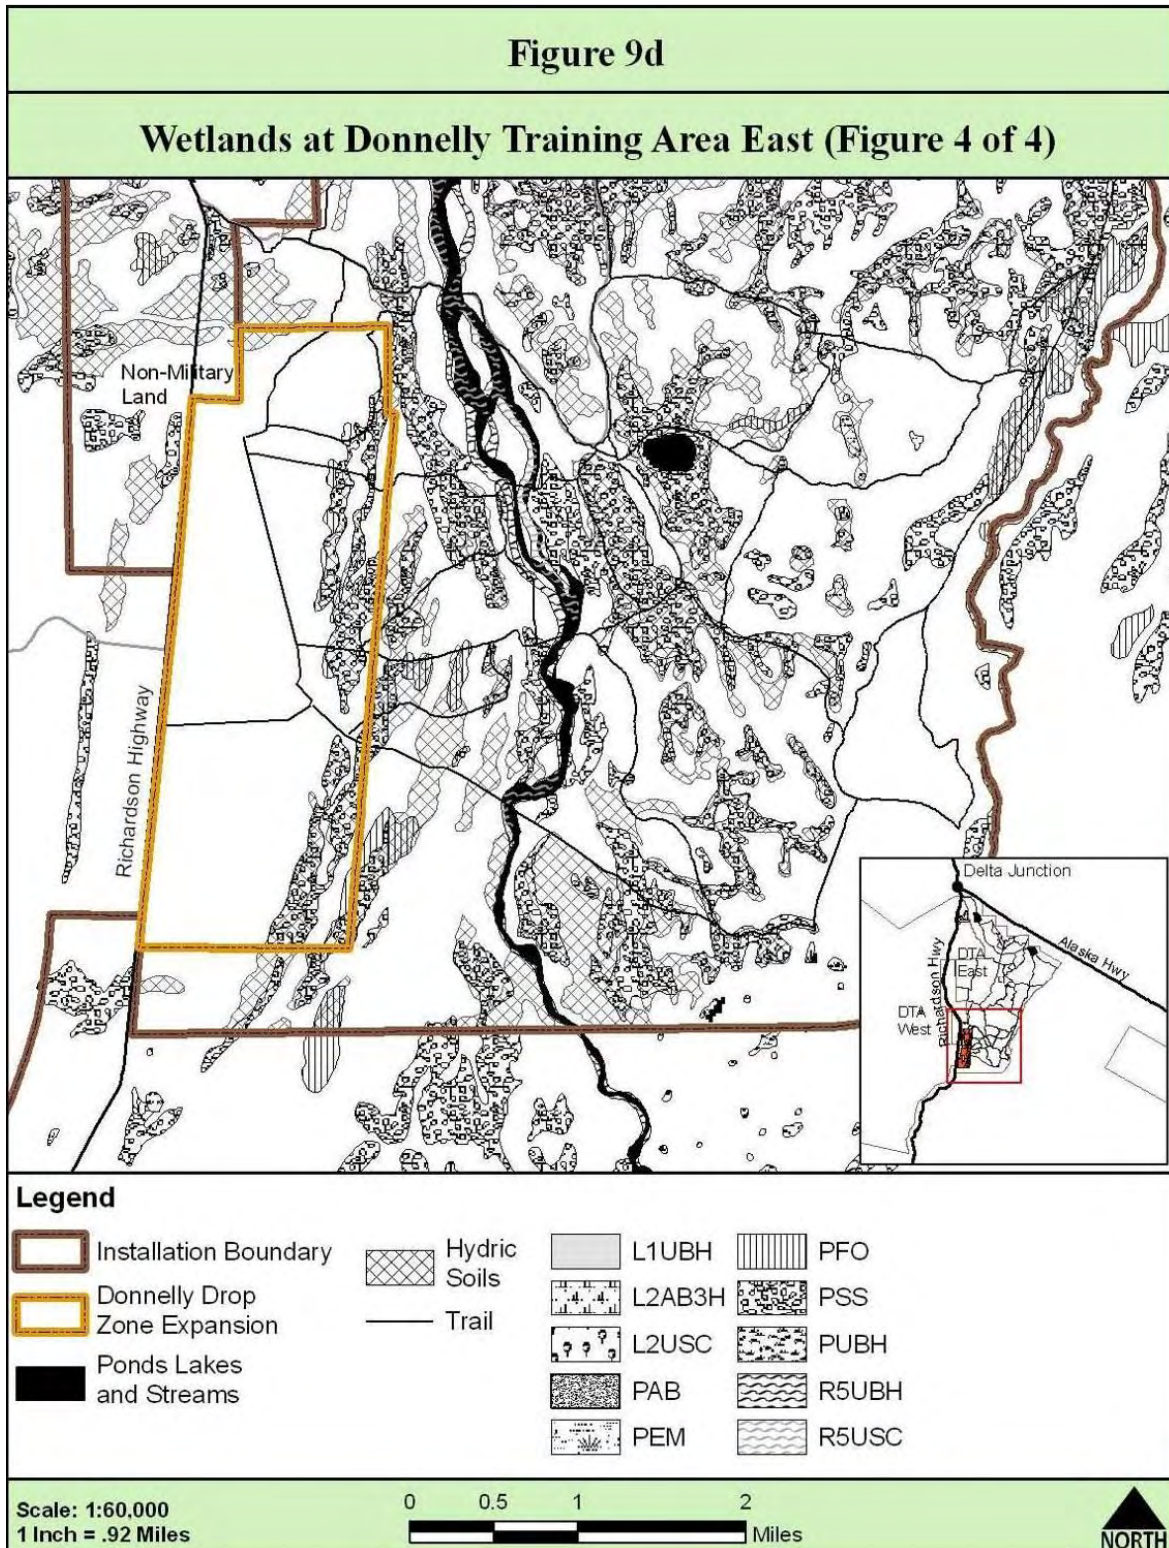 Figure 9d
Wetlands at Donnelly Training Area East (Figure 4 of 4)
Non-Military
Land
Richardson Highway
Delta Junction
Alaska Hwy
Richardson Hwy
DTA
East
DTA
West
Legend
Installation Boundary
Donnelly Drop
Zone Expansion
Ponds Lakes
and Streams
Hydric
Soils
Trail
L1UBH
L2AB3H
L2USC
PAB
PEM
PFO
PSS
PUBH
R5UBH
R5USC
Scale: 1:60,000
1 Inch = .92 Miles
0 0.5 1 2
Miles
NORTH